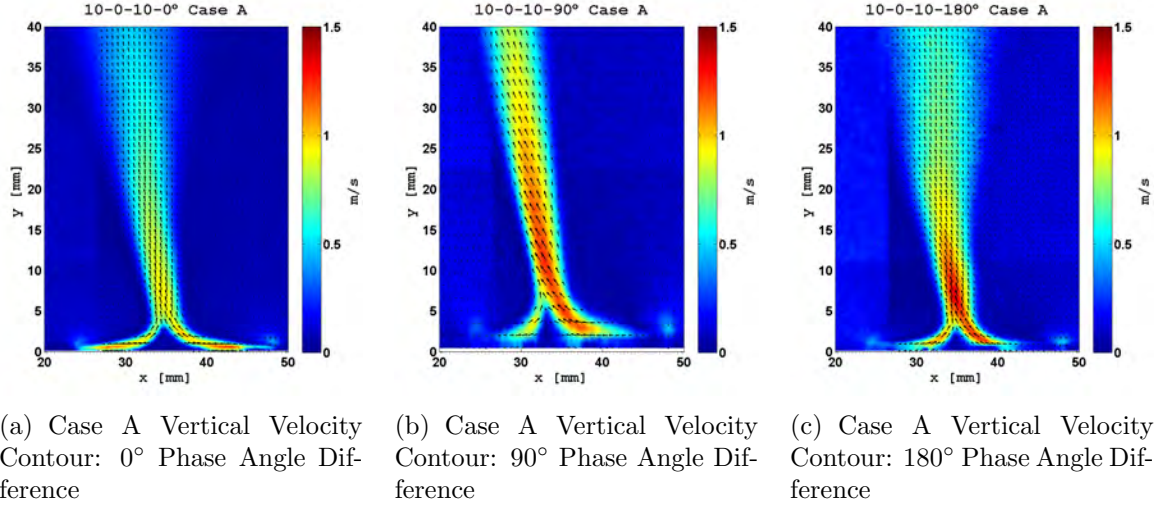 10-0-10-0° Case A
40
35
30
25
20
15
10
5
0
y [mm]
20 30 40 50
x [mm]
1.5
1
0.5
0
m/s
10-0-10-90° Case A
40
35
30
25
20
15
10
5
0
y [mm]
20 30 40 50
x [mm]
1.5
1
0.5
0
m/s
10-0-10-180° Case A
40
35
30
25
20
15
10
5
0
y [mm]
20 30 40 50
x [mm]
1.5
1
0.5
0
m/s
(a) Case A Vertical Velocity
Contour: 0° Phase Angle Dif-
ference
(b) Case A Vertical Velocity
Contour: 90° Phase Angle Dif-
ference
(c) Case A Vertical Velocity
Contour: 180° Phase Angle Dif-
ference